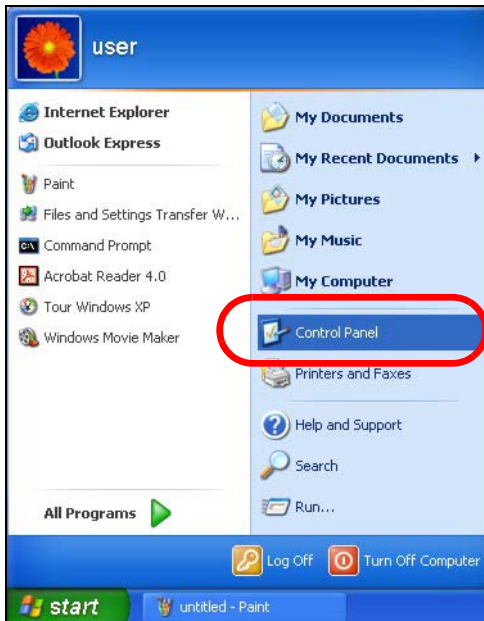 user
Internet Explorer
Outlook Express
Paint
Files and Settings Transfer W...
Command Prompt
Acrobat Reader 4.0
Tour Windows XP
Windows Movie Maker
All Programs
My Documents
My Recent Documents
My Pictures
My Music
My Computer
Control Panel
Printers and Faxes
Help and Support
Search
Run...
Log Off
Turn Off Computer
start
untitled - Paint